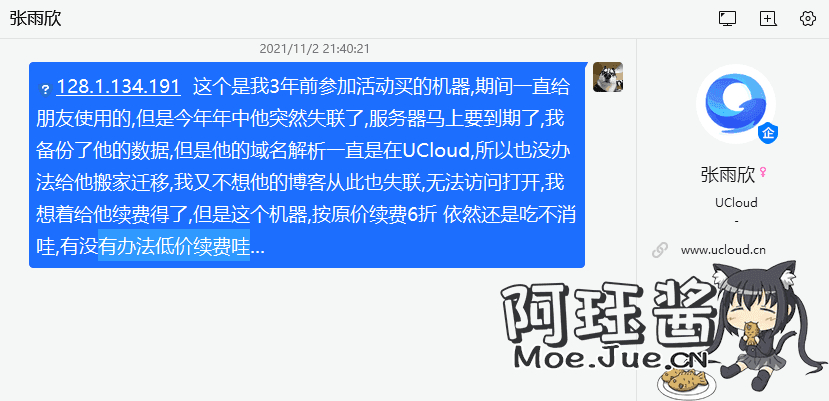 张雨欣
2021/11/2 21:40:21
128.1.134.191 这个是我3年前参加活动买的机器,期间一直给
朋友使用的,但是今年年中他突然失联了,服务器马上要到期了,我
备份了他的数据,但是他的域名解析一直是在UCloud,所以也没办
法给他搬家迁移,我又不想他的博客从此也失联,无法访问打开,我
想着给他续费得了,但是这个机器,按原价续费6折 依然还是吃不消
哇,有没有办法低价续费哇...
企
张雨欣
UCloud
-
www.ucloud.cn
阿珏酱
Moe.Jue.CN